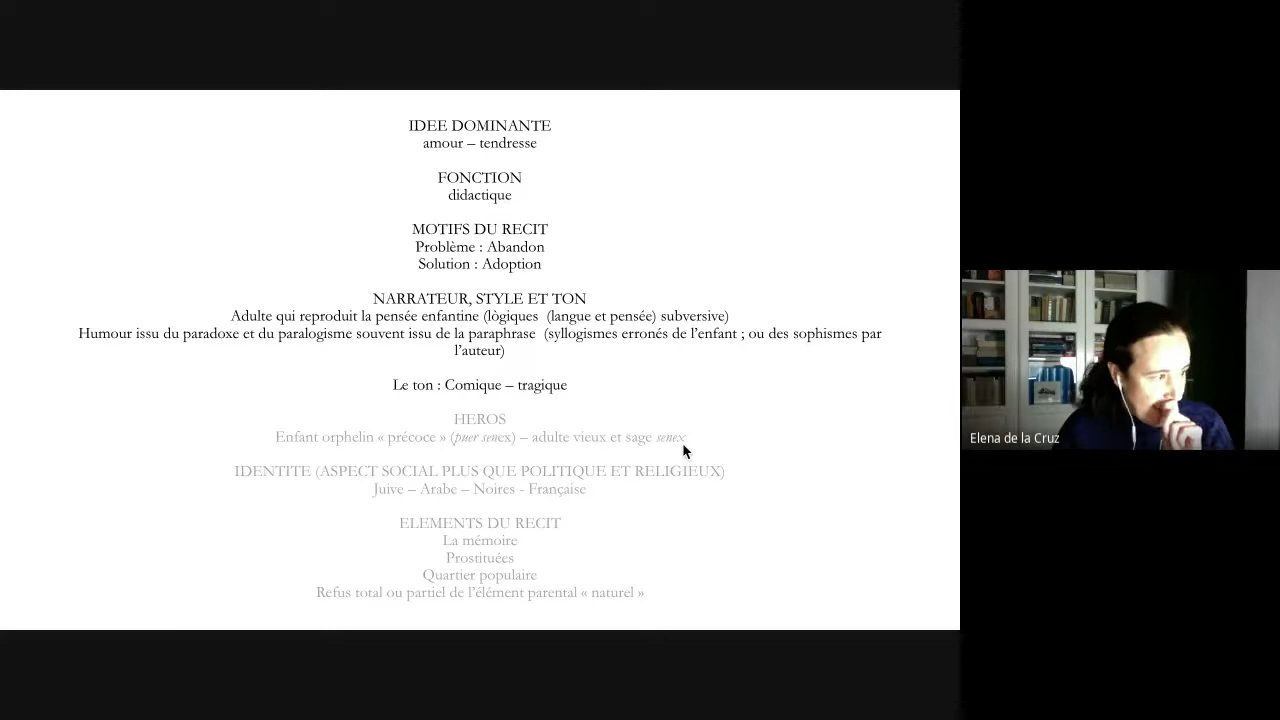 IDEE DOMINANTE
amour – tendresse
FONCTION
didactique
MOTIFS DU RECIT
Problème : Abandon
Solution : Adoption
NARRATEUR, STYLE ET TON
Adulte qui reproduit la pensée enfantine (lògiques (langue et pensée) subversive)
Humour issu du paradoxe et du paralogisme souvent issu de la paraphrase (syllogismes erronés de l’enfant ; ou des sophismes par
l’auteur)
Le ton : Comique – tragique
HEROS
Enfant orphelin « précoce » (puer senex) – adulte vieux et sage senex
IDENTITE (ASPECT SOCIAL PLUS QUE POLITIQUE ET RELIGIEUX)
Juive – Arabe – Noires - Française
ELEMENTS DU RECIT
La mémoire
Prostituées
Quartier populaire
Refus total ou partiel de l’élément parental « naturel »
Elena de la Cruz